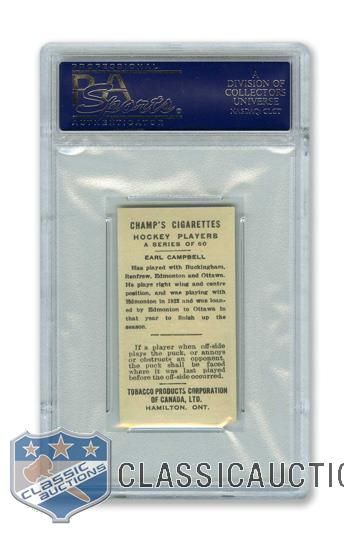 PROFESSIONAL
PSA
Sports
AUTHENTICATOR
A
DIVISION OF
COLLECTORS
UNIVERSE
NASDAQ: CLCT
CHAMP'S CIGARETTES
HOCKEY PLAYERS
A SERIES OF 60
EARL CAMPBELL
Has played with Buckingham,
Renfrew, Edmonton and Ottawa.
He plays right wing and centre
position, and was playing with
Edmonton in 1923 and was loan-
ed by Edmonton to Ottawa in
that year to finish up the
season.
If a player when off-side
plays the puck, or annoys
or obstructs an opponent,
the puck shall be faced
where it was last played
before the off-side occurred.
TOBACCO PRODUCTS CORPORATION
OF CANADA, LTD.
HAMILTON, ONT.
CLASSIC
AUCTIONS
CLASSICAUCTIO